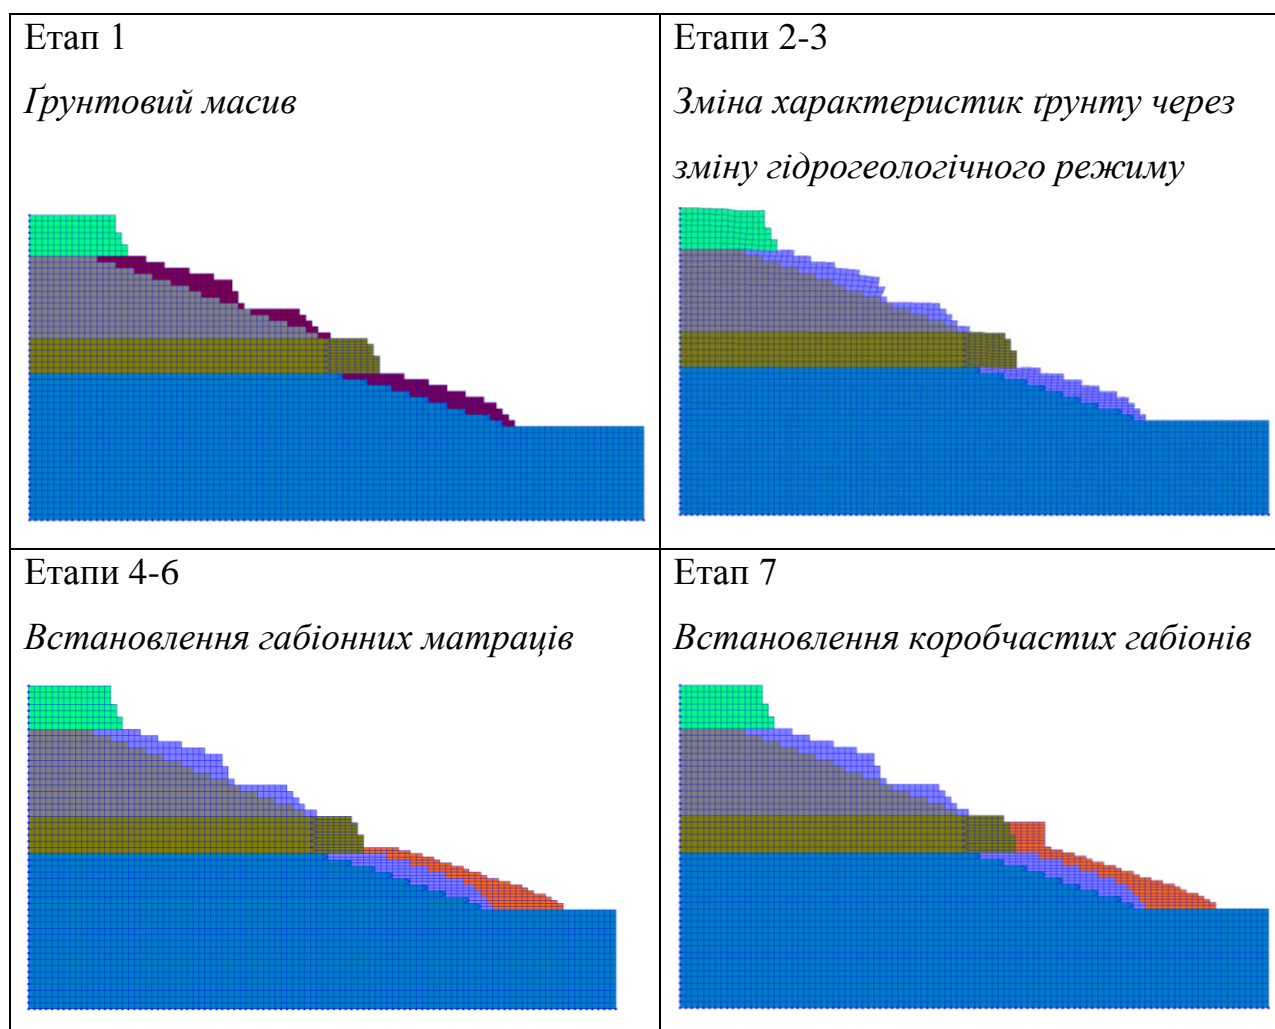 Етап 1
Ґрунтовий масив
Етапи 2-3
Зміна характеристик ґрунту через
зміну гідрогеологічного режиму
Етапи 4-6
Встановлення габіонних матраців
Етап 7
Встановлення коробчастих габіонів